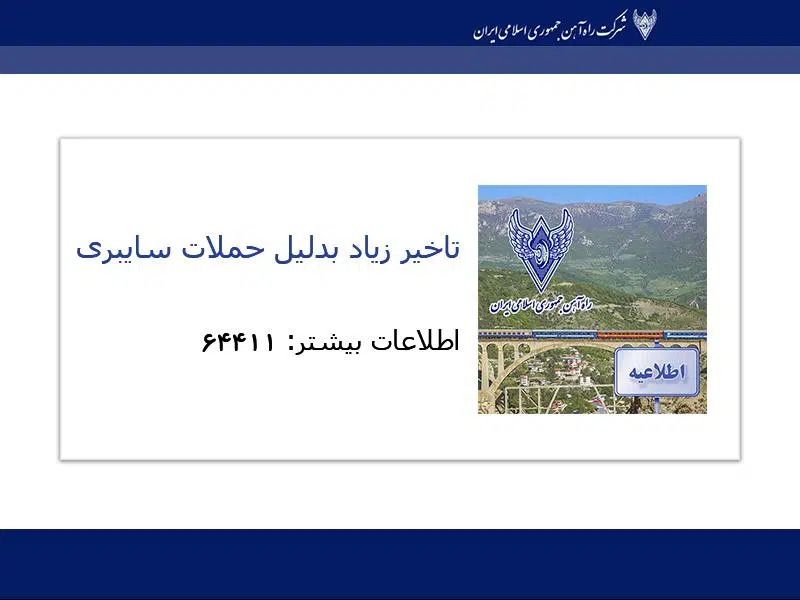 شرکت راه‌آهن جمهوری اسلامی ایران
تاخیر زیاد بدلیل حملات سایبری
اطلاعات بیشتر: ۶۴۴۱۱
راه‌آهن جمهوری اسلامی ایران
اطلاعیه